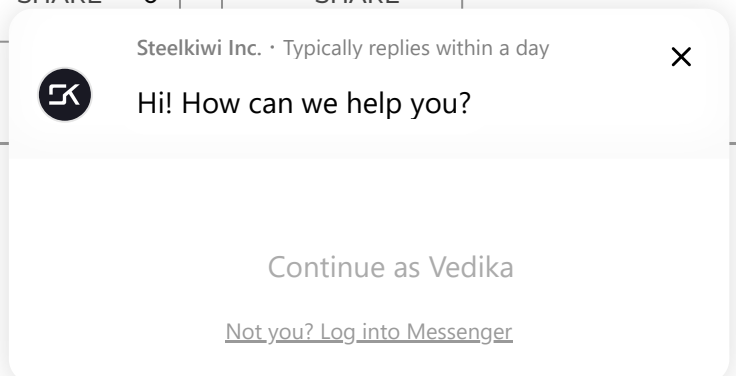 Steelkiwi Inc. · Typically replies within a day
SK
Hi! How can we help you?
Continue as Vedika
Not you? Log into Messenger